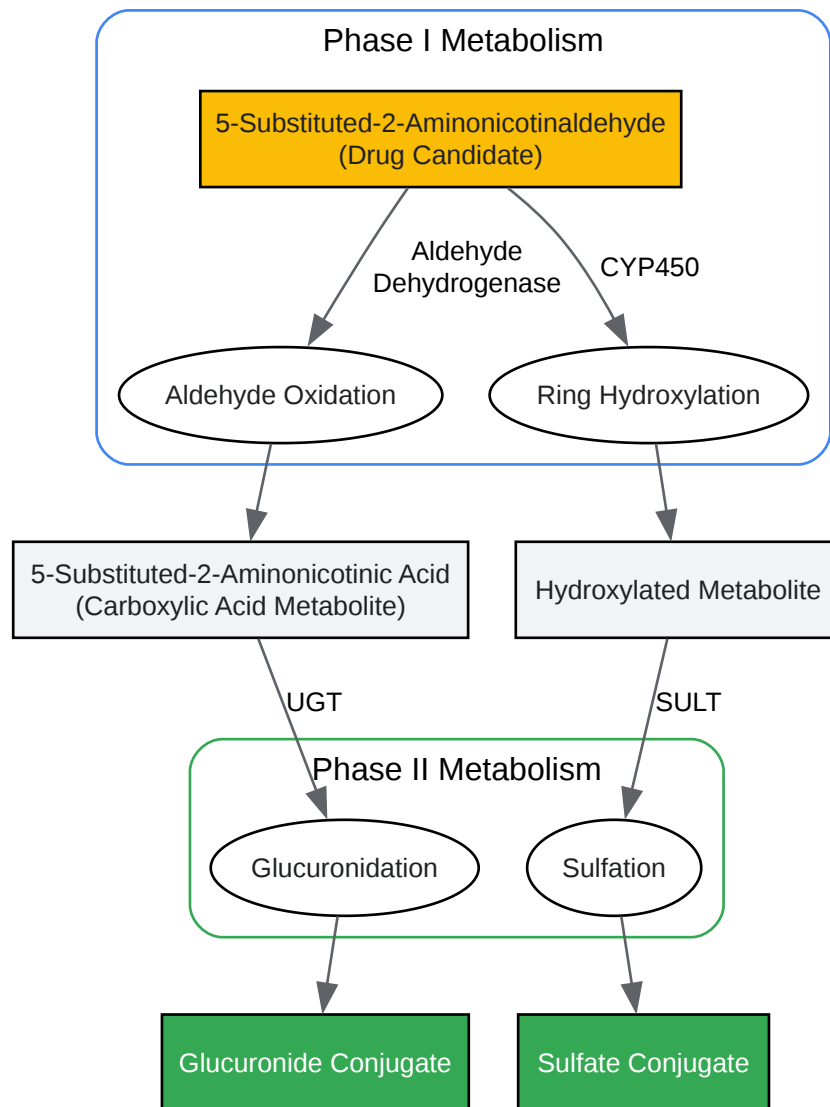 Phase I Metabolism
5-Substituted-2-Aminonicotinaldehyde
(Drug Candidate)
Aldehyde
Dehydrogenase
CYP450
Aldehyde Oxidation
Ring Hydroxylation
5-Substituted-2-Aminonicotinic Acid
(Carboxylic Acid Metabolite)
Hydroxylated Metabolite
UGT
SULT
Phase II Metabolism
Glucuronidation
Sulfation
Glucuronide Conjugate
Sulfate Conjugate